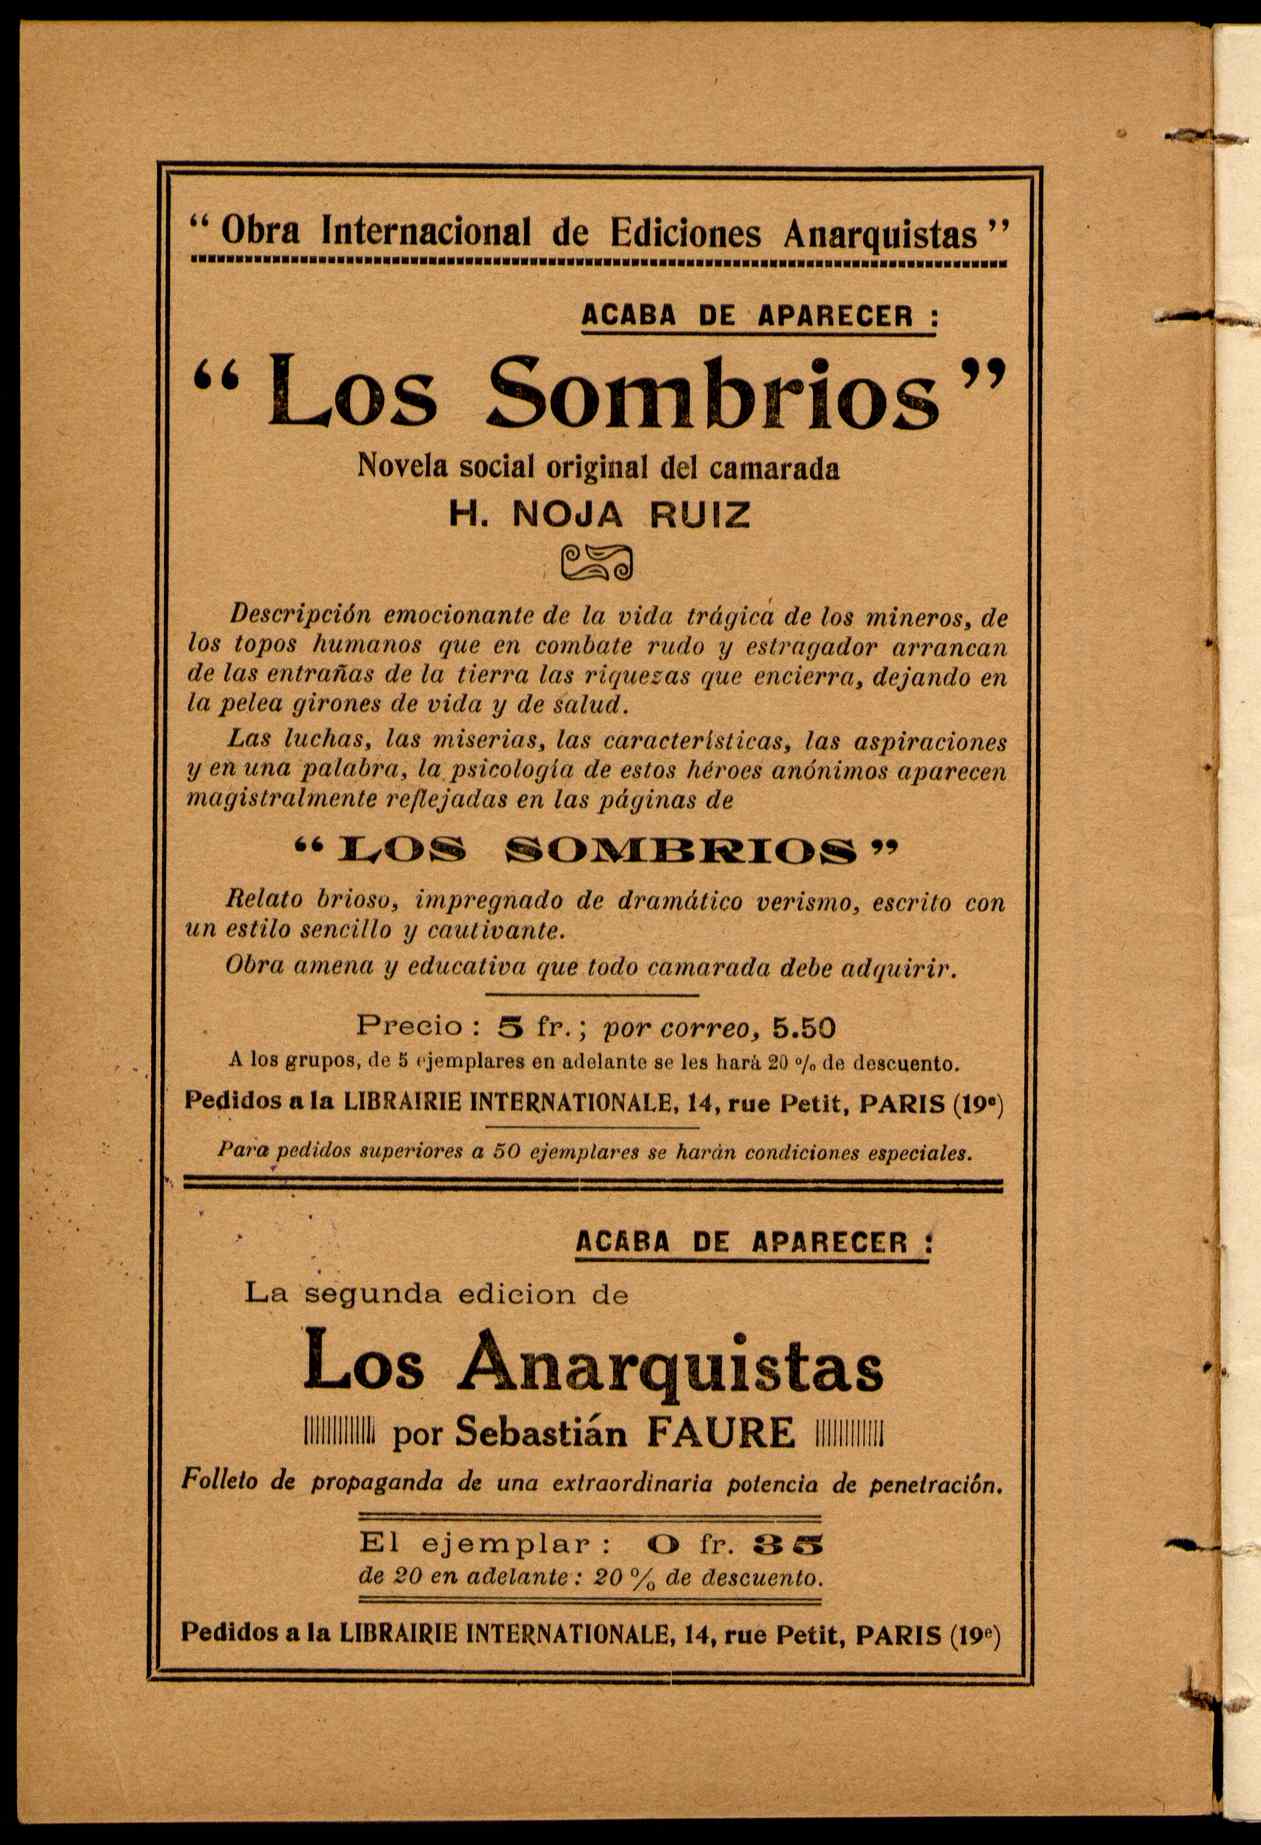 “ Obra Internacional de Ediciones Anarquistas ”
ACABA DE APARECER :
“ Los Sombrios ”
Novela social original del camarada
H. NOJA RUIZ
Descripción emocionante de la vida trágica de los mineros, de
los topos humanos que en combate rudo y estragador arrancan
de las entrañas de la tierra las riquezas que encierra, dejando en
la pelea girones de vida y de salud.
Las luchas, las miserias, las características, las aspiraciones
y en una palabra, la psicología de estos héroes anónimos aparecen
magistralmente reflejadas en las páginas de
“ LOS SOMBRIOS ”
Relato brioso, impregnado de dramático verismo, escrito con
un estilo sencillo y cautivante.
Obra amena y educativa que todo camarada debe adquirir.
Precio : 5 fr. ; por correo, 5.50
A los grupos, de 5 ejemplares en adelante se les hará 20 % de descuento.
Pedidos a la LIBRAIRIE INTERNATIONALE, 14, rue Petit, PARIS (19e)
Para pedidos superiores a 50 ejemplares se harán condiciones especiales.
ACABA DE APARECER :
La segunda edicion de
Los Anarquistas
por Sebastián FAURE
Folleto de propaganda de una extraordinaria potencia de penetración.
El ejemplar : 0 fr. 35
de 20 en adelante : 20 % de descuento.
Pedidos a la LIBRAIRIE INTERNATIONALE, 14, rue Petit, PARIS (19e)